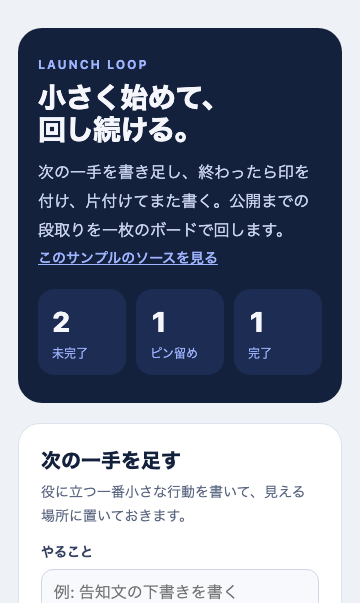 LAUNCH LOOP
小さく始めて、
回し続ける。
次の一手を書き足し、終わったら印を
付け、片付けてまた書く。公開までの
段取りを一枚のボードで回します。
このサンプルのソースを見る
2
未完了
1
ピン留め
1
完了
次の一手を足す
役に立つ一番小さな行動を書いて、見える
場所に置いておきます。
やること
例: 告知文の下書きを書く